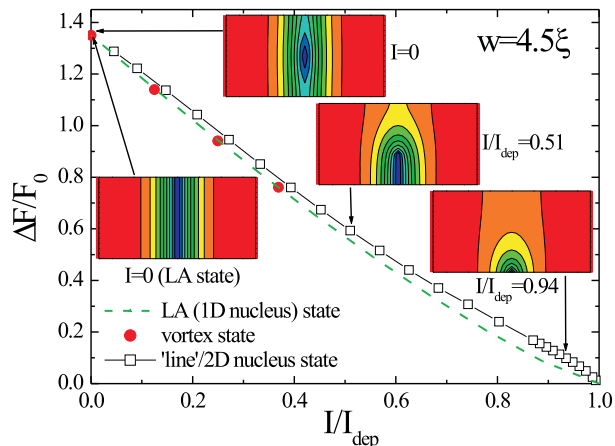 1.4
1.2
1.0
0.8
0.6
0.4
0.2
0.0
ΔF/F₀
w=4.5ξ
I=0
I/I_dep=0.51
I/I_dep=0.94
I=0 (LA state)
LA (1D nucleus) state
vortex state
'line'/2D nucleus state
0.0 0.2 0.4 0.6 0.8 1.0
I/I_dep